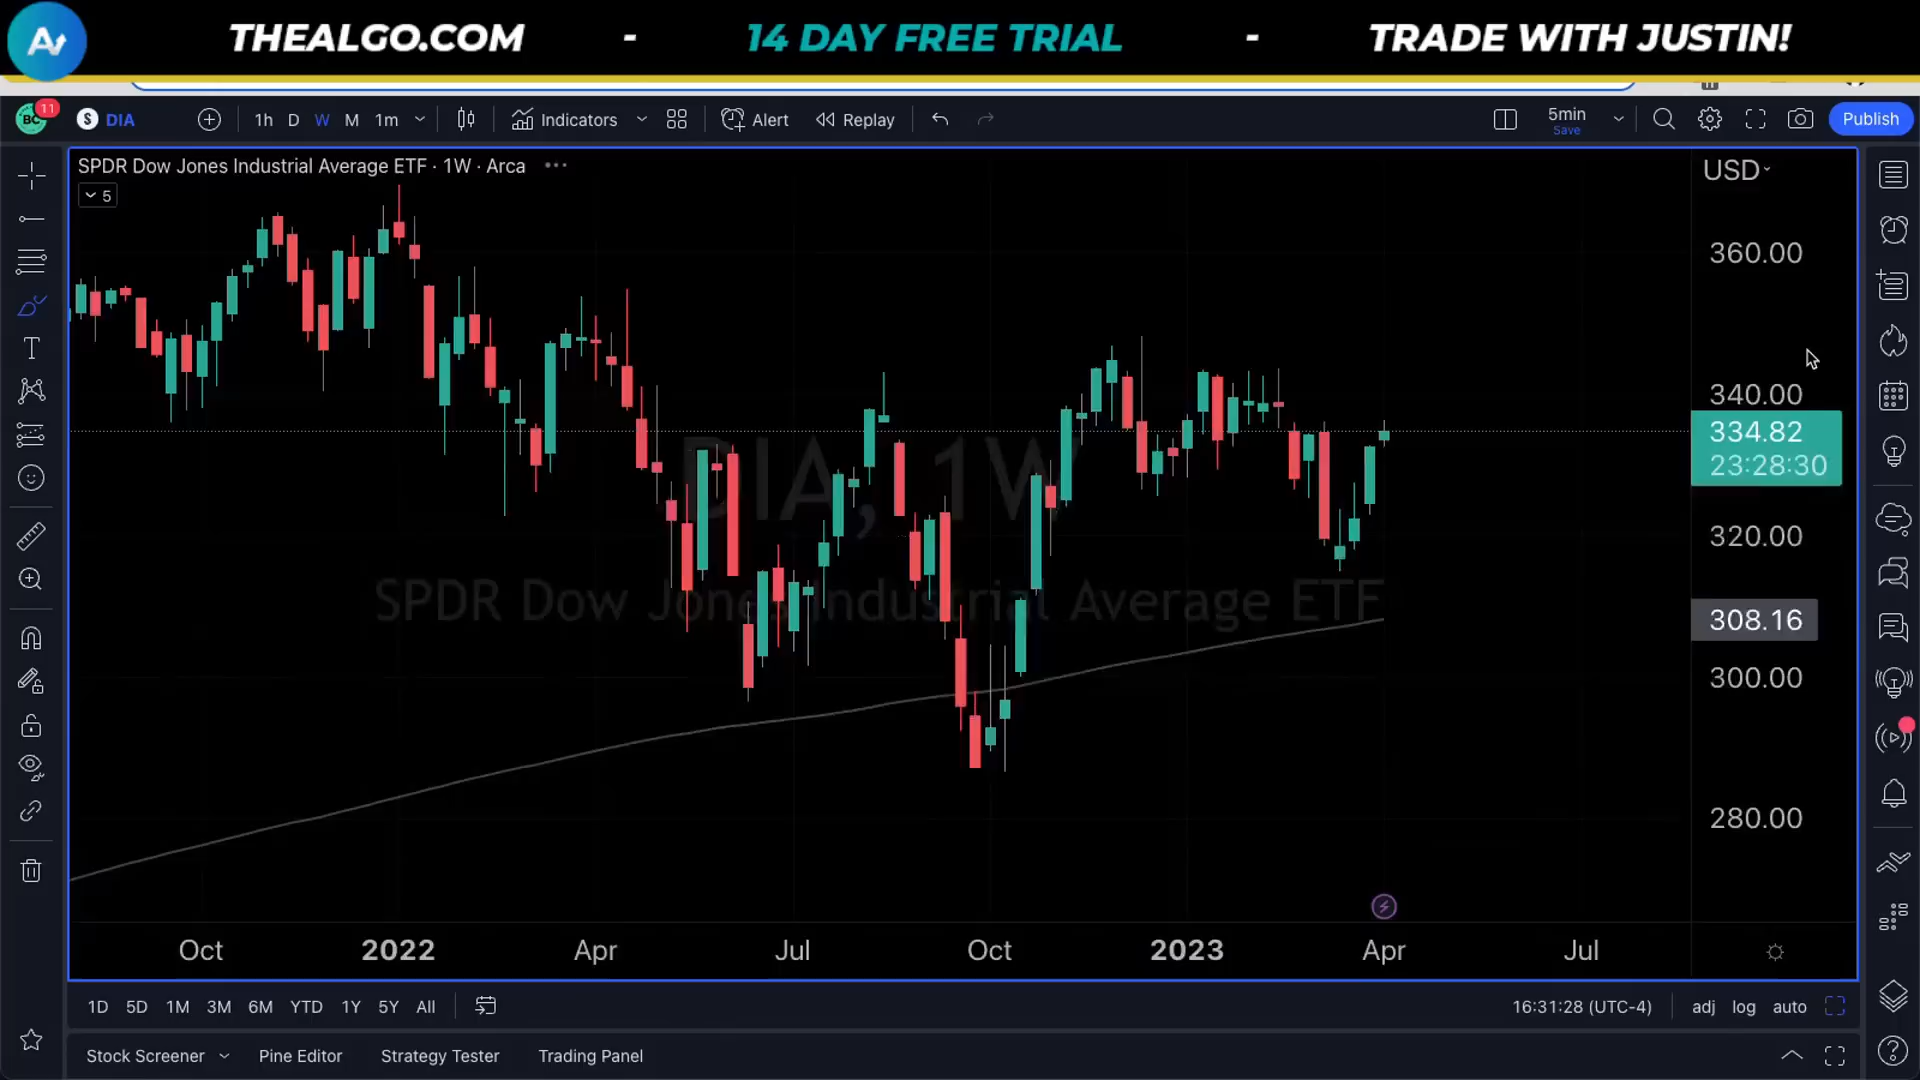 THEALGO.COM - 14 DAY FREE TRIAL - TRADE WITH JUSTIN!
11
BC S DIA 1h D W M 1m Indicators Alert Replay 5min Save Publish
SPDR Dow Jones Industrial Average ETF · 1W · Arca ···
5
USD
360.00
340.00
334.82
23:28:30
DIA, 1W
320.00
SPDR Dow Jones Industrial Average ETF
308.16
300.00
280.00
Oct 2022 Apr Jul Oct 2023 Apr Jul
1D 5D 1M 3M 6M YTD 1Y 5Y All 16:31:28 (UTC-4) adj log auto
Stock Screener Pine Editor Strategy Tester Trading Panel